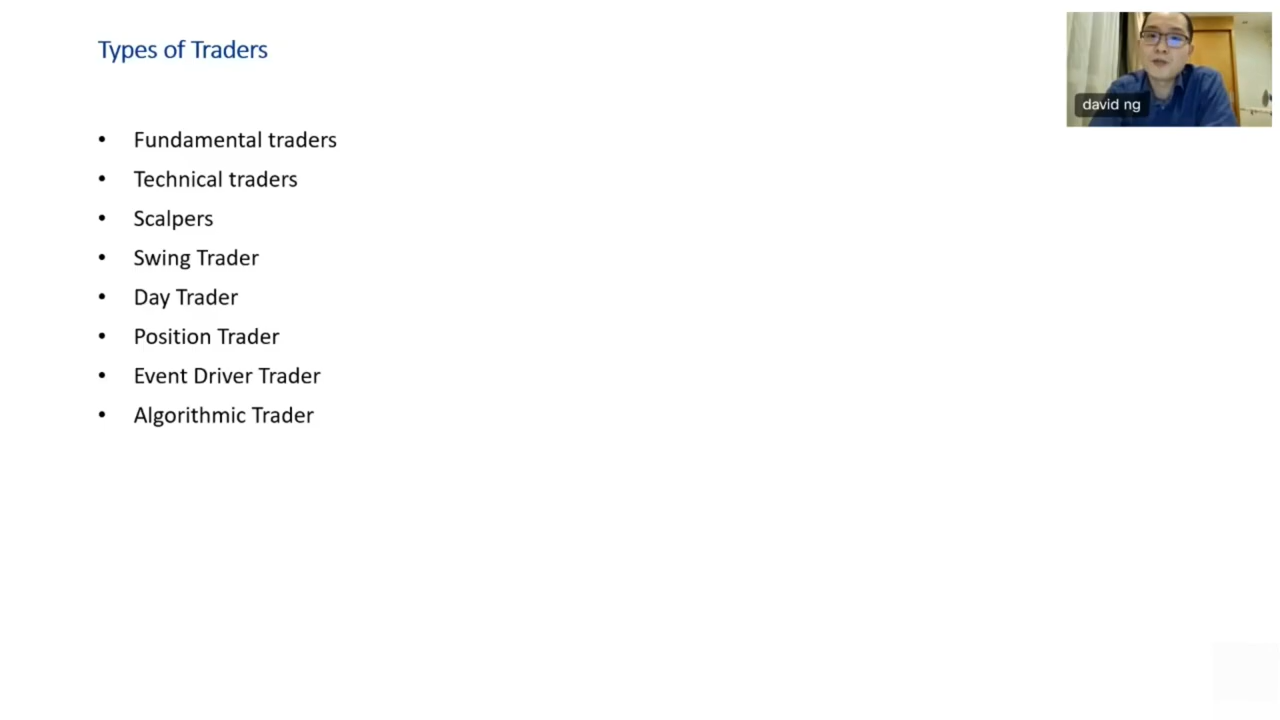 Types of Traders
david ng
• Fundamental traders
• Technical traders
• Scalpers
• Swing Trader
• Day Trader
• Position Trader
• Event Driver Trader
• Algorithmic Trader